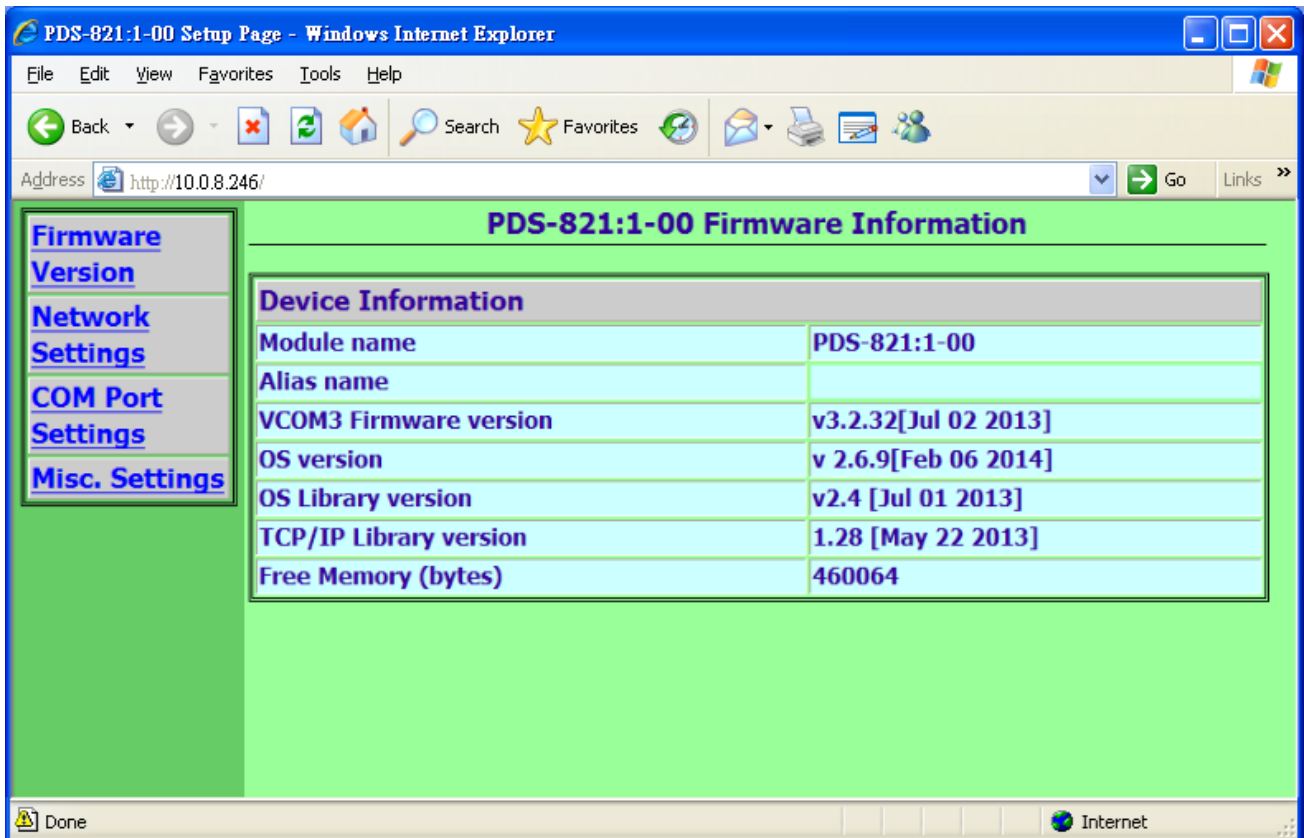 PDS-821:1-00 Setup Page - Windows Internet Explorer
File Edit View Favorites Tools Help
Back Search Favorites
Address http://10.0.8.246/ Go Links »
Firmware
Version
Network
Settings
COM Port
Settings
Misc. Settings
PDS-821:1-00 Firmware Information
Device Information
Module name PDS-821:1-00
Alias name
VCOM3 Firmware version v3.2.32[Jul 02 2013]
OS version v 2.6.9[Feb 06 2014]
OS Library version v2.4 [Jul 01 2013]
TCP/IP Library version 1.28 [May 22 2013]
Free Memory (bytes) 460064
Done Internet